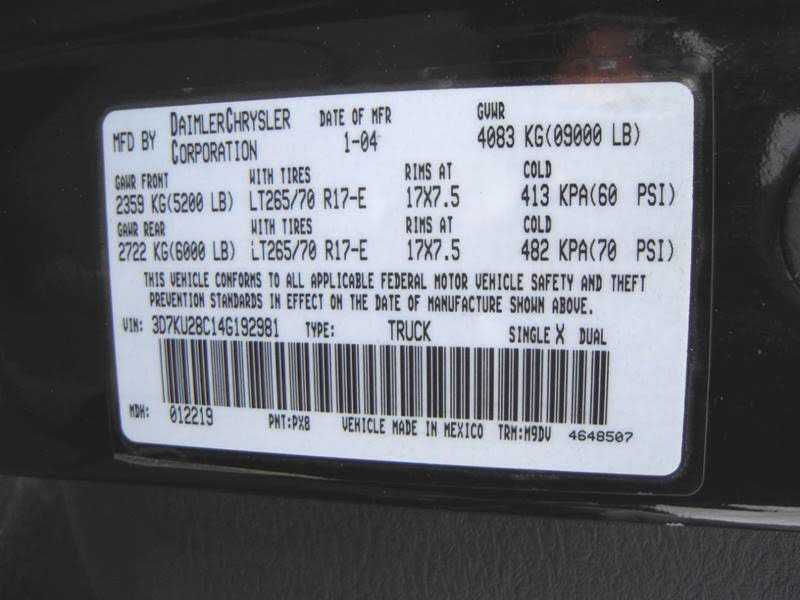 MFD BY DAIMLERCHRYSLER CORPORATION DATE OF MFR 1-04 GVWR 4083 KG(09000 LB)
GAWR FRONT WITH TIRES RIMS AT COLD
2359 KG(5200 LB) LT265/70 R17-E 17X7.5 413 KPA(60 PSI)
GAWR REAR WITH TIRES RIMS AT COLD
2722 KG(6000 LB) LT265/70 R17-E 17X7.5 482 KPA(70 PSI)
THIS VEHICLE CONFORMS TO ALL APPLICABLE FEDERAL MOTOR VEHICLE SAFETY AND THEFT
PREVENTION STANDARDS IN EFFECT ON THE DATE OF MANUFACTURE SHOWN ABOVE.
VIN: 3D7KU28C14G192981 TYPE: TRUCK SINGLE X DUAL
MDH: 012219 PNT:PX8 VEHICLE MADE IN MEXICO TRM:M9DV 4648507